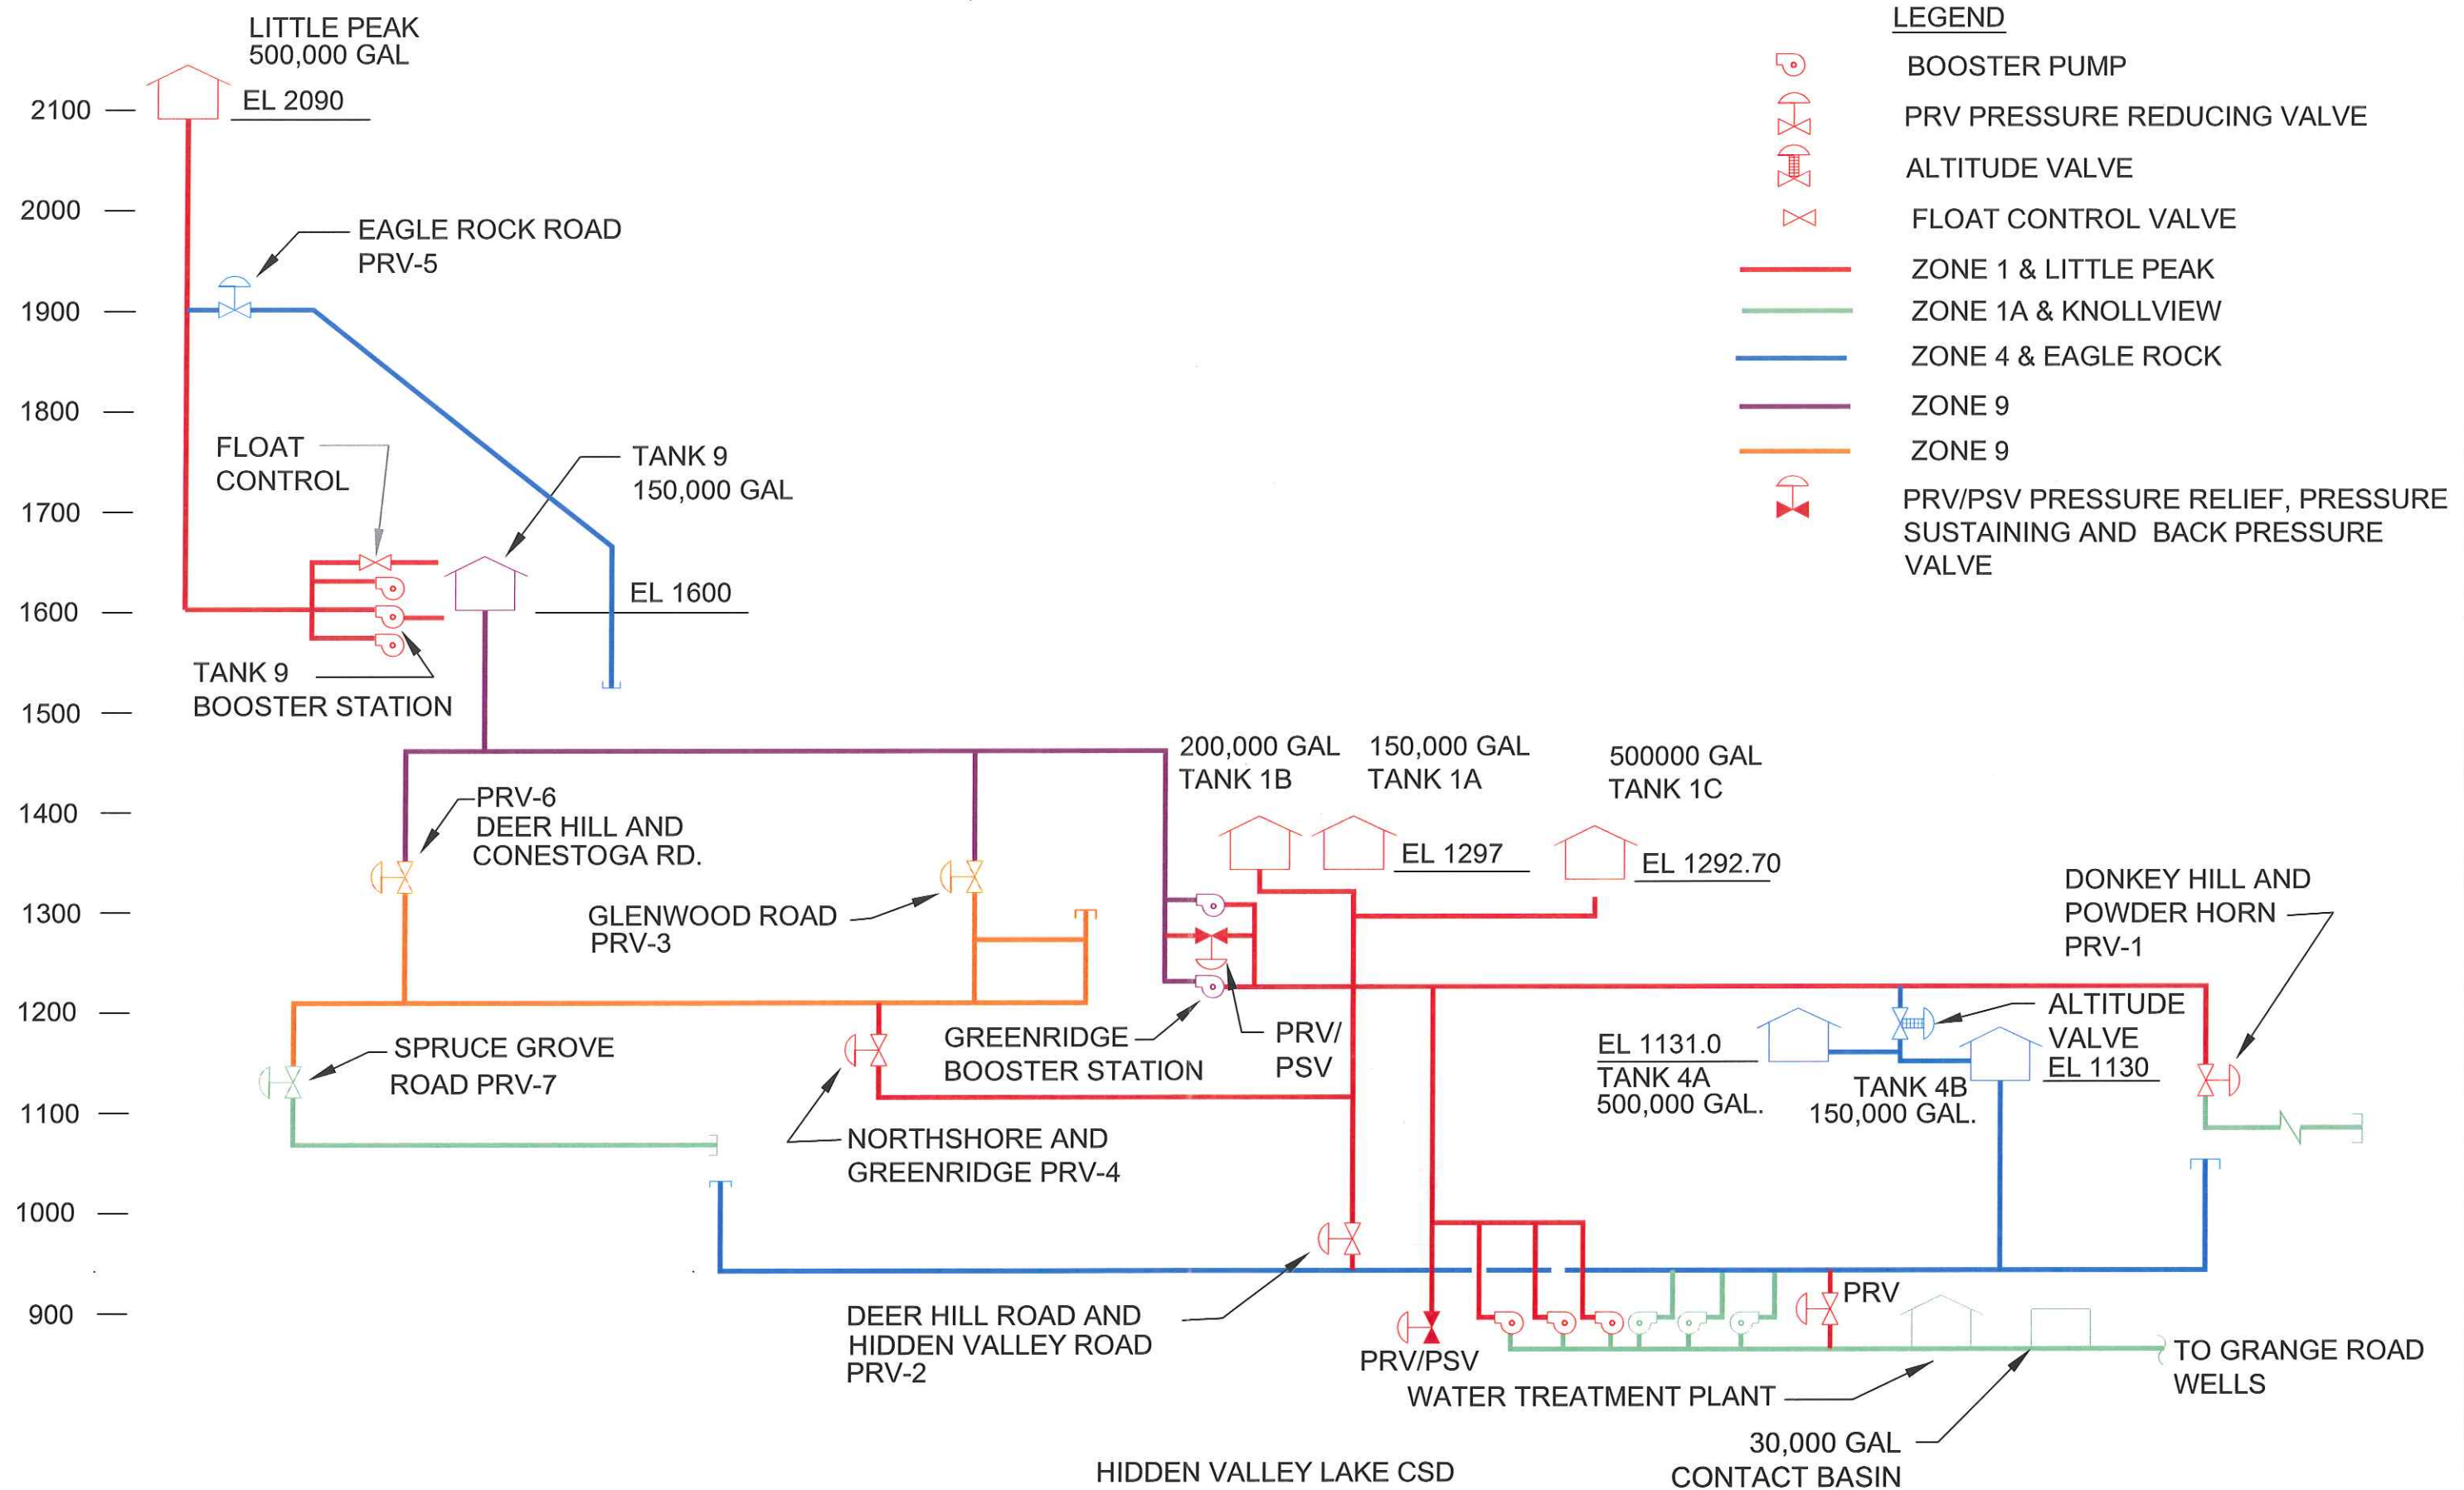 LITTLE PEAK
500,000 GAL
EL 2090
2100
2000
1900
1800
1700
1600
1500
1400
1300
1200
1100
1000
900
EAGLE ROCK ROAD
PRV-5
FLOAT
CONTROL
TANK 9
150,000 GAL
EL 1600
TANK 9
BOOSTER STATION
PRV-6
DEER HILL AND
CONESTOGA RD.
GLENWOOD ROAD
PRV-3
SPRUCE GROVE
ROAD PRV-7
NORTHSHORE AND
GREENRIDGE PRV-4
GREENRIDGE
BOOSTER STATION
PRV/
PSV
200,000 GAL
TANK 1B
150,000 GAL
TANK 1A
EL 1297
500000 GAL
TANK 1C
EL 1292.70
DONKEY HILL AND
POWDER HORN
PRV-1
ALTITUDE
VALVE
EL 1130
EL 1131.0
TANK 4A
500,000 GAL.
TANK 4B
150,000 GAL.
DEER HILL ROAD AND
HIDDEN VALLEY ROAD
PRV-2
PRV/PSV
PRV
WATER TREATMENT PLANT
TO GRANGE ROAD
WELLS
30,000 GAL
CONTACT BASIN
HIDDEN VALLEY LAKE CSD
LEGEND
BOOSTER PUMP
PRV PRESSURE REDUCING VALVE
ALTITUDE VALVE
FLOAT CONTROL VALVE
ZONE 1 & LITTLE PEAK
ZONE 1A & KNOLLVIEW
ZONE 4 & EAGLE ROCK
ZONE 9
ZONE 9
PRV/PSV PRESSURE RELIEF, PRESSURE
SUSTAINING AND BACK PRESSURE
VALVE